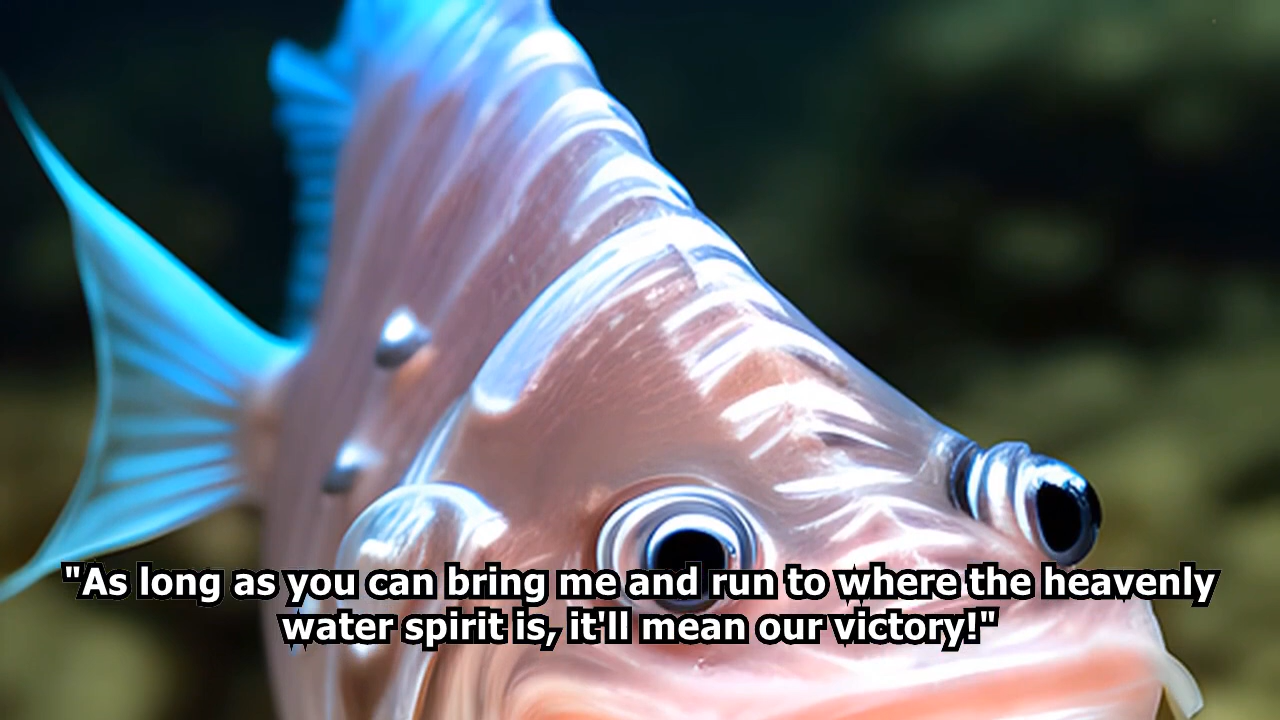 "As long as you can bring me and run to where the heavenly
water spirit is, it'll mean our victory!"